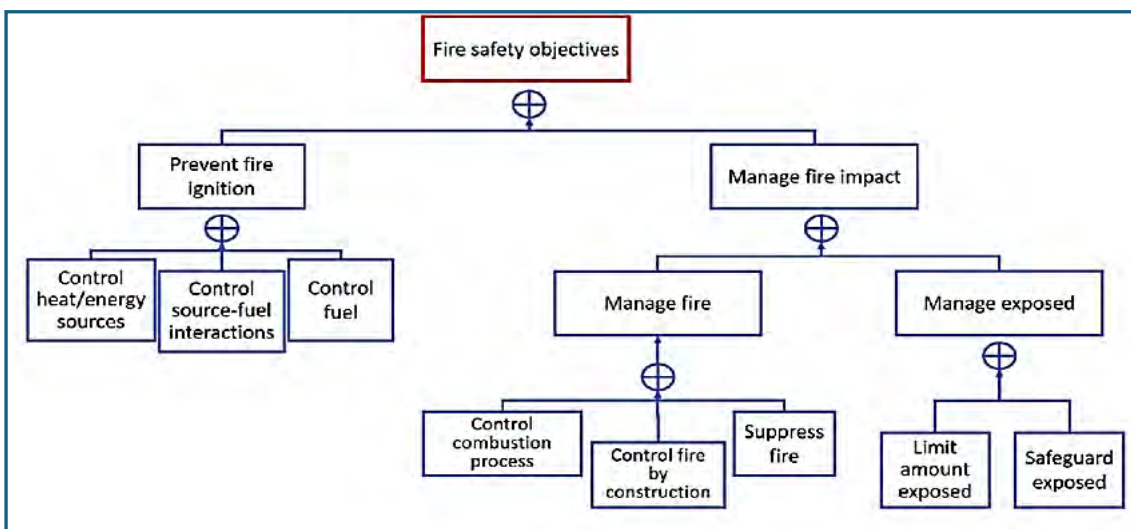 Fire safety objectives
Prevent fire
ignition
Manage fire impact
Control
heat/energy
sources
Control
source-fuel
interactions
Control
fuel
Manage fire
Manage exposed
Control
combustion
process
Control fire
by
construction
Suppress
fire
Limit
amount
exposed
Safeguard
exposed